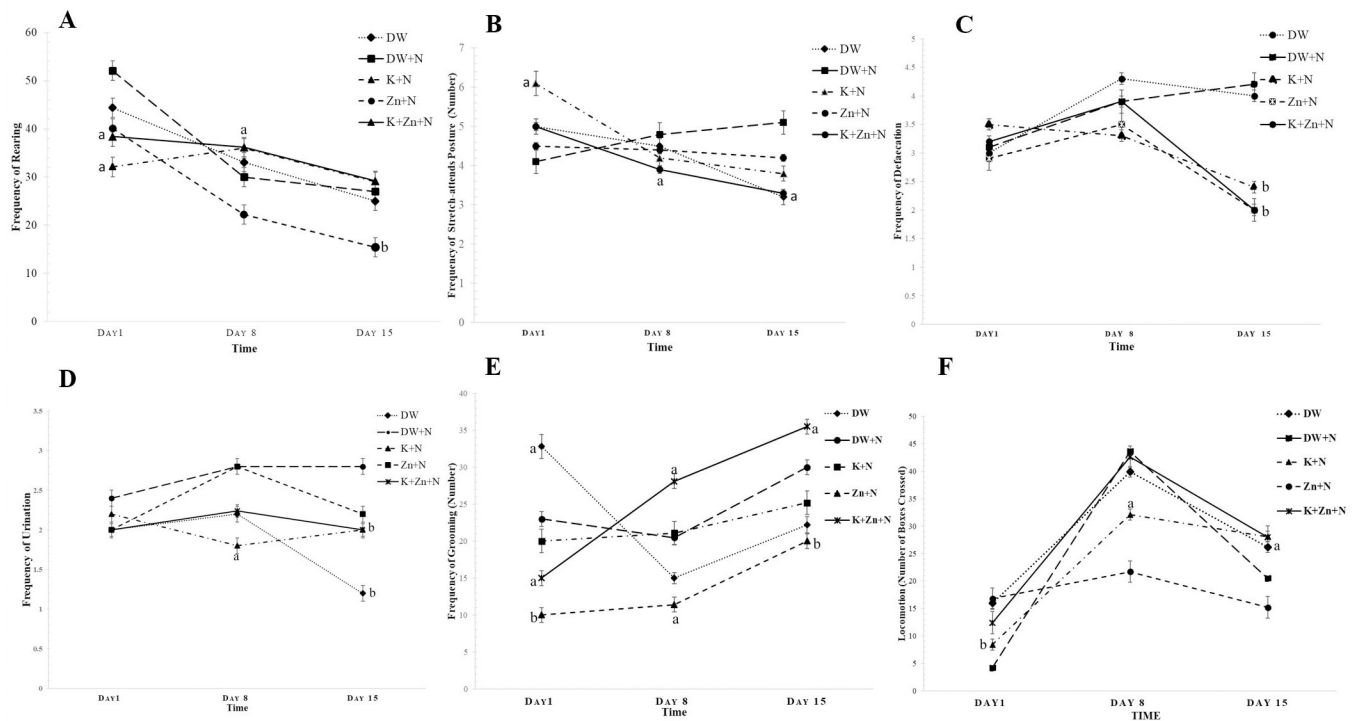 A
Frequency of Rearing
60
50
40
30
20
10
0
DW
DW+N
K+N
Zn+N
K+Zn+N
a
a
a
b
DAY1
DAY 8
DAY 15
Time
B
Frequency of Stretch-attends Posture (Number)
7
6
5
4
3
2
1
0
DW
DW+N
K+N
Zn+N
K+Zn+N
a
a
a
DAY1
DAY 8
DAY 15
Time
C
Frequency of Defaecation
5
4.5
4
3.5
3
2.5
2
1.5
1
0.5
0
DW
DW+N
K+N
Zn+N
K+Zn+N
b
b
DAY1
DAY 8
DAY 15
Time
D
Frequency of Urination
3.5
3
2.5
2
1.5
1
0.5
0
DW
DW+N
K+N
Zn+N
K+Zn+N
a
b
b
DAY1
DAY 8
DAY 15
Time
E
Frequency of Grooming (Number)
40
35
30
25
20
15
10
5
0
DW
DW+N
K+N
Zn+N
K+Zn+N
a
a
a
a
b
a
b
DAY1
DAY 8
DAY 15
Time
F
Locomotion (Number of Boxes Crossed)
50
45
40
35
30
25
20
15
10
5
0
DW
DW+N
K+N
Zn+N
K+Zn+N
a
a
b
DAY1
DAY 8
DAY 15
TIME